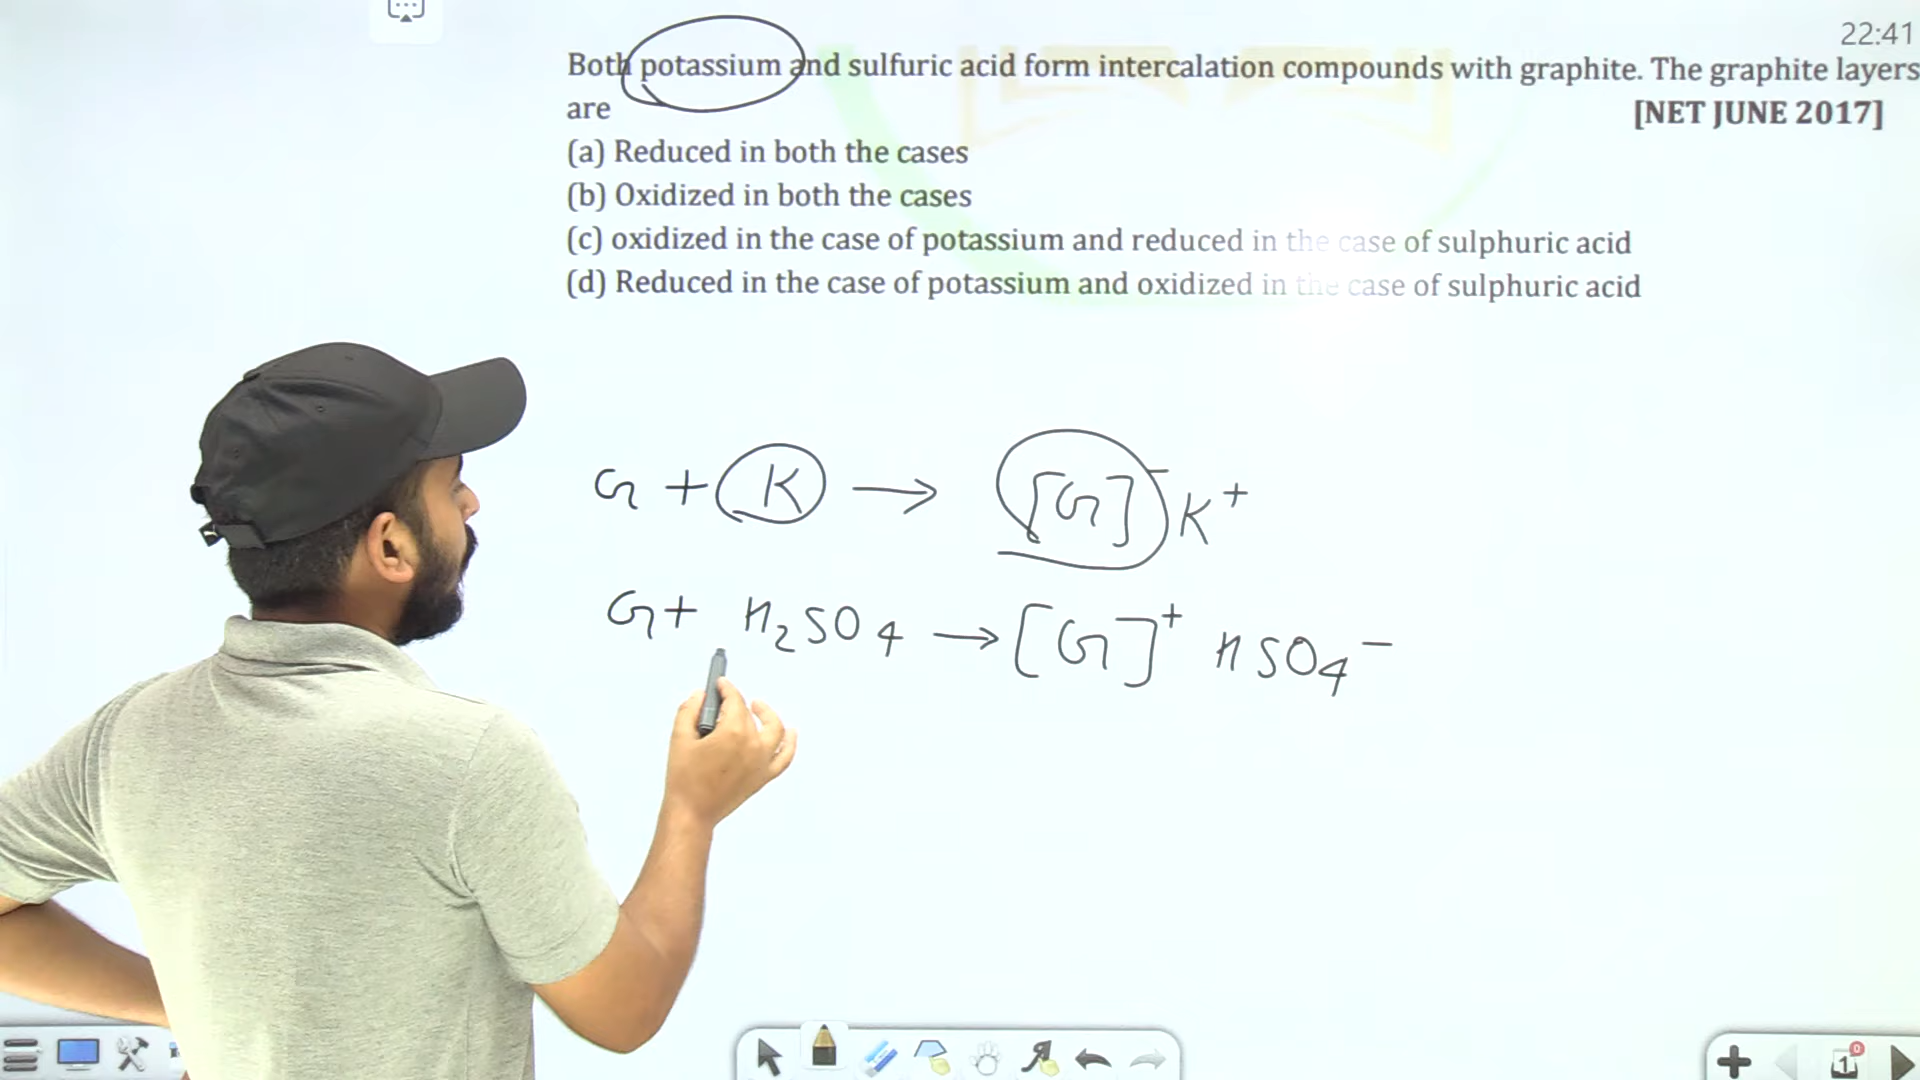 22:41
Both potassium and sulfuric acid form intercalation compounds with graphite. The graphite layers
are [NET JUNE 2017]
(a) Reduced in both the cases
(b) Oxidized in both the cases
(c) oxidized in the case of potassium and reduced in the case of sulphuric acid
(d) Reduced in the case of potassium and oxidized in the case of sulphuric acid
G + K → [G]⁻ K⁺
G + H₂SO₄ → [G]⁺ HSO₄⁻
1
0